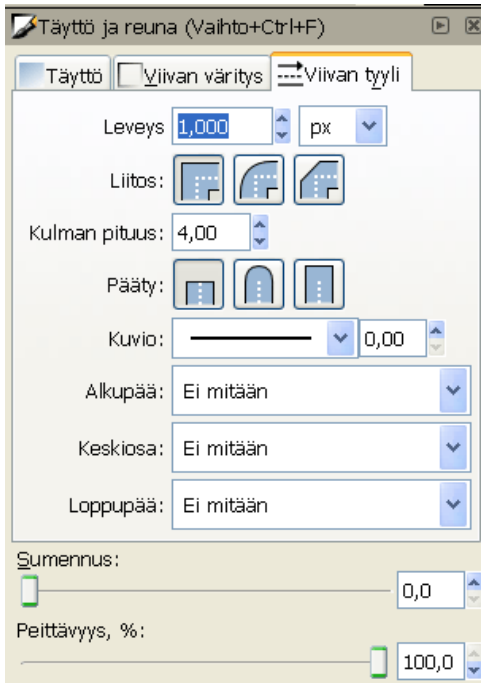 Täyttö ja reuna (Vaihto+Ctrl+F)
Täyttö Viivan väritys Viivan tyyli
Leveys 1,000 px
Liitos:
Kulman pituus: 4,00
Pääty:
Kuvio: 0,00
Alkupää: Ei mitään
Keskiosa: Ei mitään
Loppupää: Ei mitään
Sumennus:
0,0
Peittävyys, %:
100,0